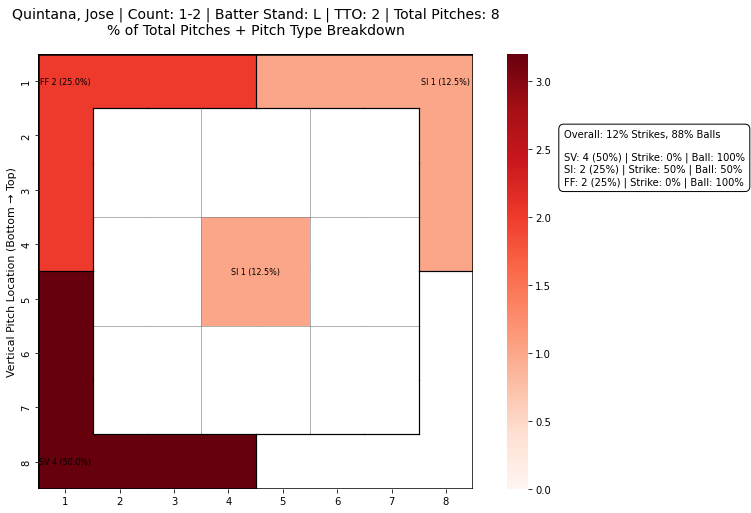 Quintana, Jose | Count: 1-2 | Batter Stand: L | TTO: 2 | Total Pitches: 8
% of Total Pitches + Pitch Type Breakdown
FF 2 (25.0%)
SI 1 (12.5%)
SI 1 (12.5%)
SV 4 (50.0%)
Vertical Pitch Location (Bottom → Top)
1
2
3
4
5
6
7
8
1 2 3 4 5 6 7 8
3.0
2.5
2.0
1.5
1.0
0.5
0.0
Overall: 12% Strikes, 88% Balls
SV: 4 (50%) | Strike: 0% | Ball: 100%
SI: 2 (25%) | Strike: 50% | Ball: 50%
FF: 2 (25%) | Strike: 0% | Ball: 100%